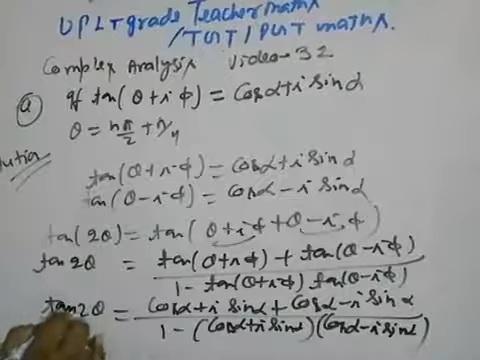 UP LT grade Teacher maths
/TGT/PGT maths.
Complex Analysis Video-32
Q If tan(θ+iφ) = Cosα+i sinα
θ = nπ/2 + π/4
tan(θ+iφ) = cosα+i sinα
tan(θ-iφ) = cosα-i sinα
tan(2θ) = tan(θ+iφ+θ-iφ)
tan2θ = tan(θ+iφ)+tan(θ-iφ) / 1-tan(θ+iφ) tan(θ-iφ)
tan2θ = cosα+i sinα+cosα-i sinα / 1-(cosα+i sinα)(cosα-i sinα)